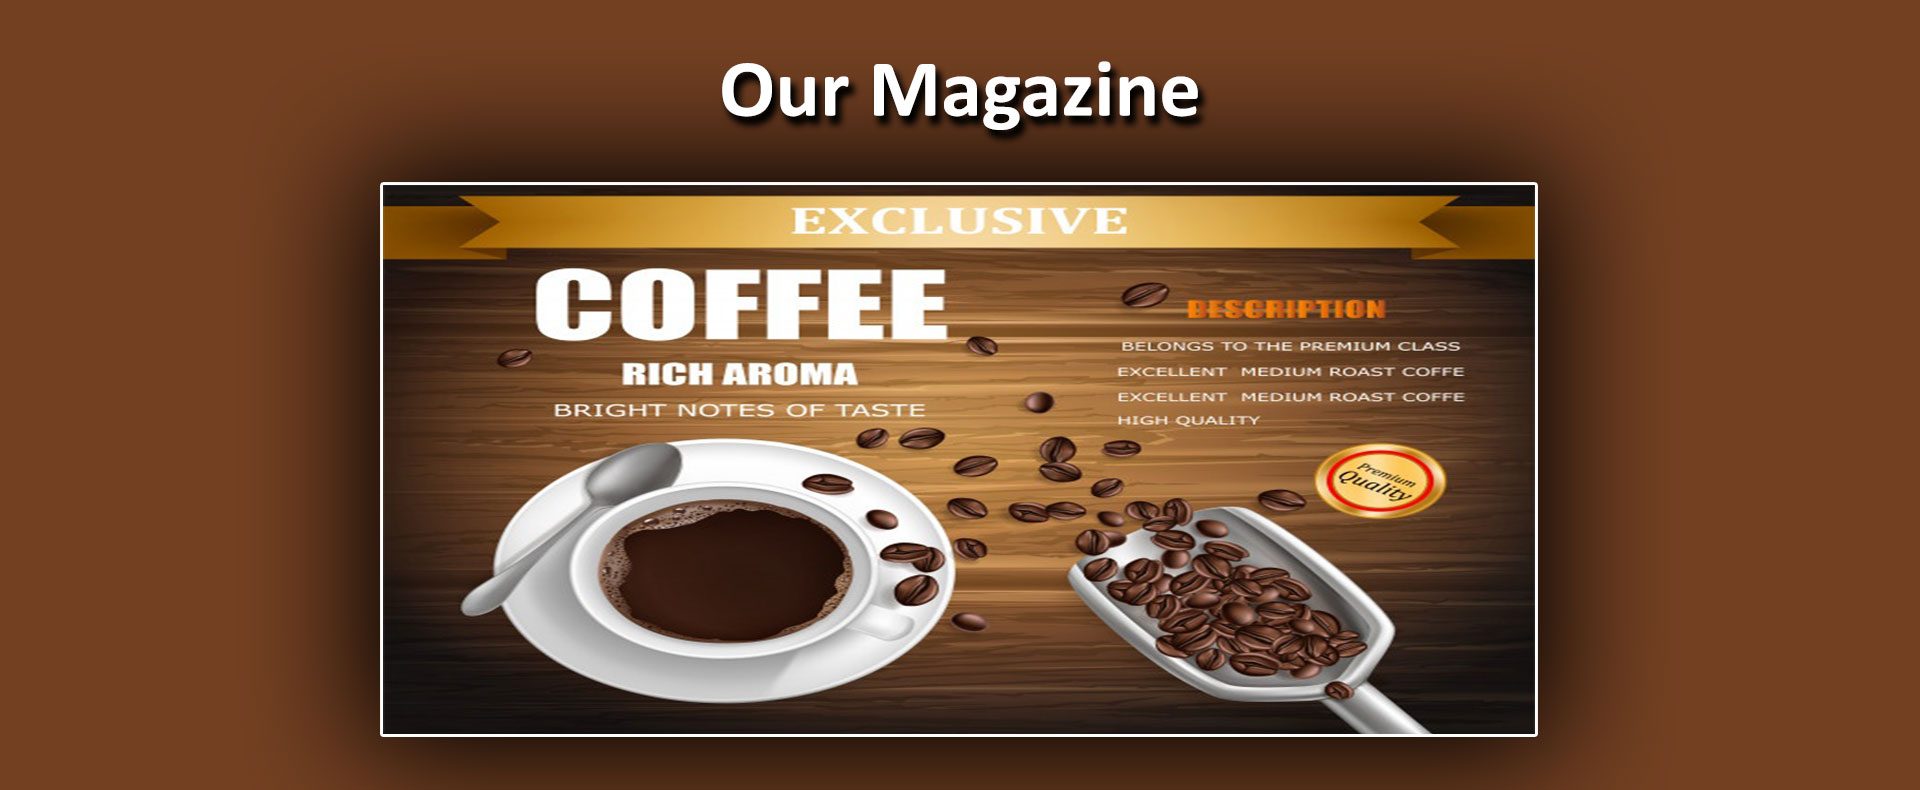 Our Magazine
EXCLUSIVE
COFFEE
RICH AROMA
BRIGHT NOTES OF TASTE
DESCRIPTION
BELONGS TO THE PREMIUM CLASS
EXCELLENT  MEDIUM ROAST COFFE
EXCELLENT  MEDIUM ROAST COFFE
HIGH QUALITY
Premium
Quality